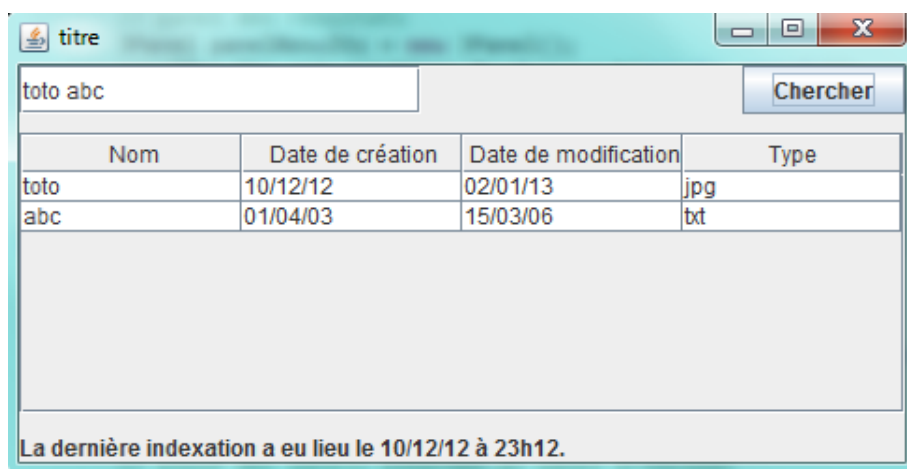 titre
toto abc Chercher
Nom Date de création Date de modification Type
toto 10/12/12 02/01/13 jpg
abc 01/04/03 15/03/06 txt
La dernière indexation a eu lieu le 10/12/12 à 23h12.